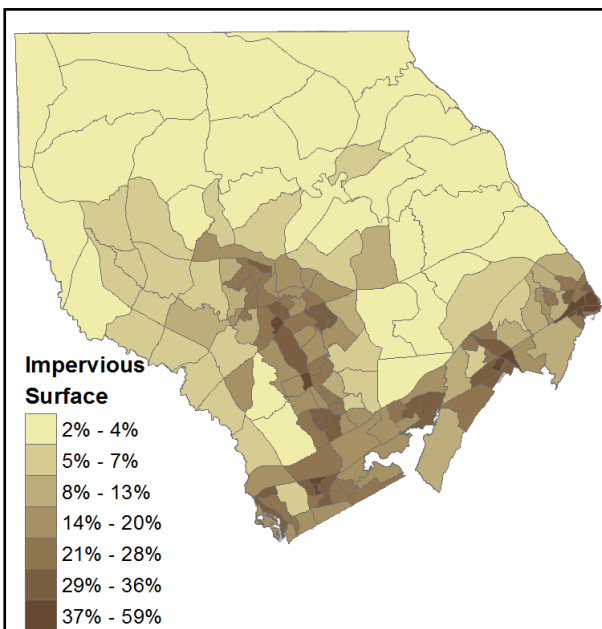 Impervious
Surface
2% - 4%
5% - 7%
8% - 13%
14% - 20%
21% - 28%
29% - 36%
37% - 59%